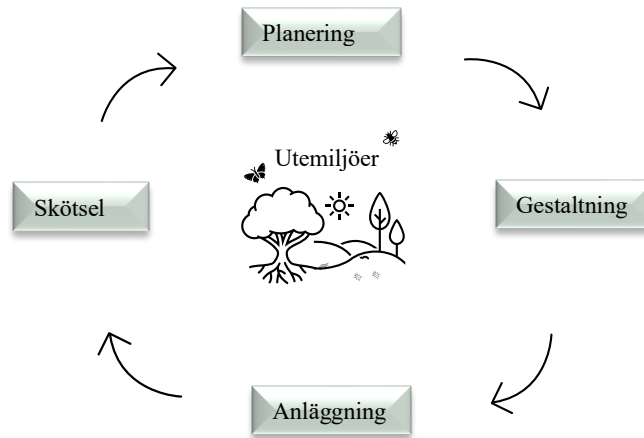 Planering
Utemiljöer
Skötsel
Gestaltning
Anläggning